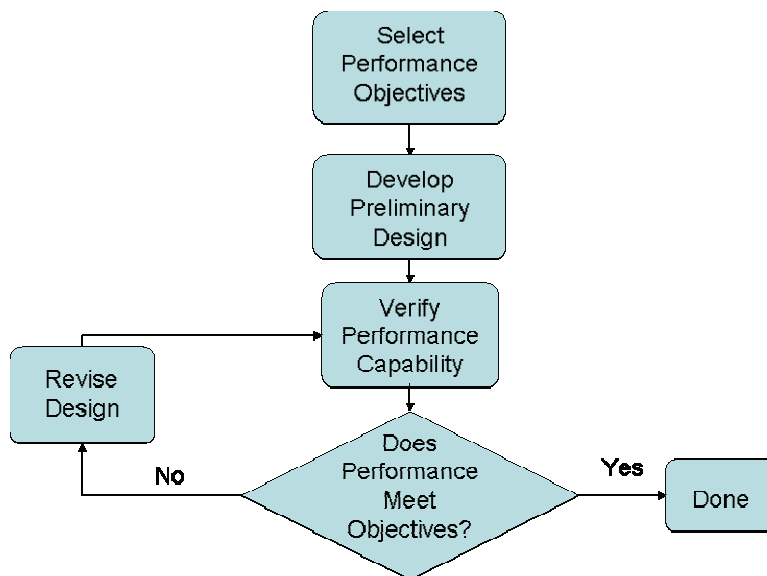 Select
Performance
Objectives
Develop
Preliminary
Design
Verify
Performance
Capability
Revise
Design
Does
Performance
Meet
Objectives?
No
Yes
Done